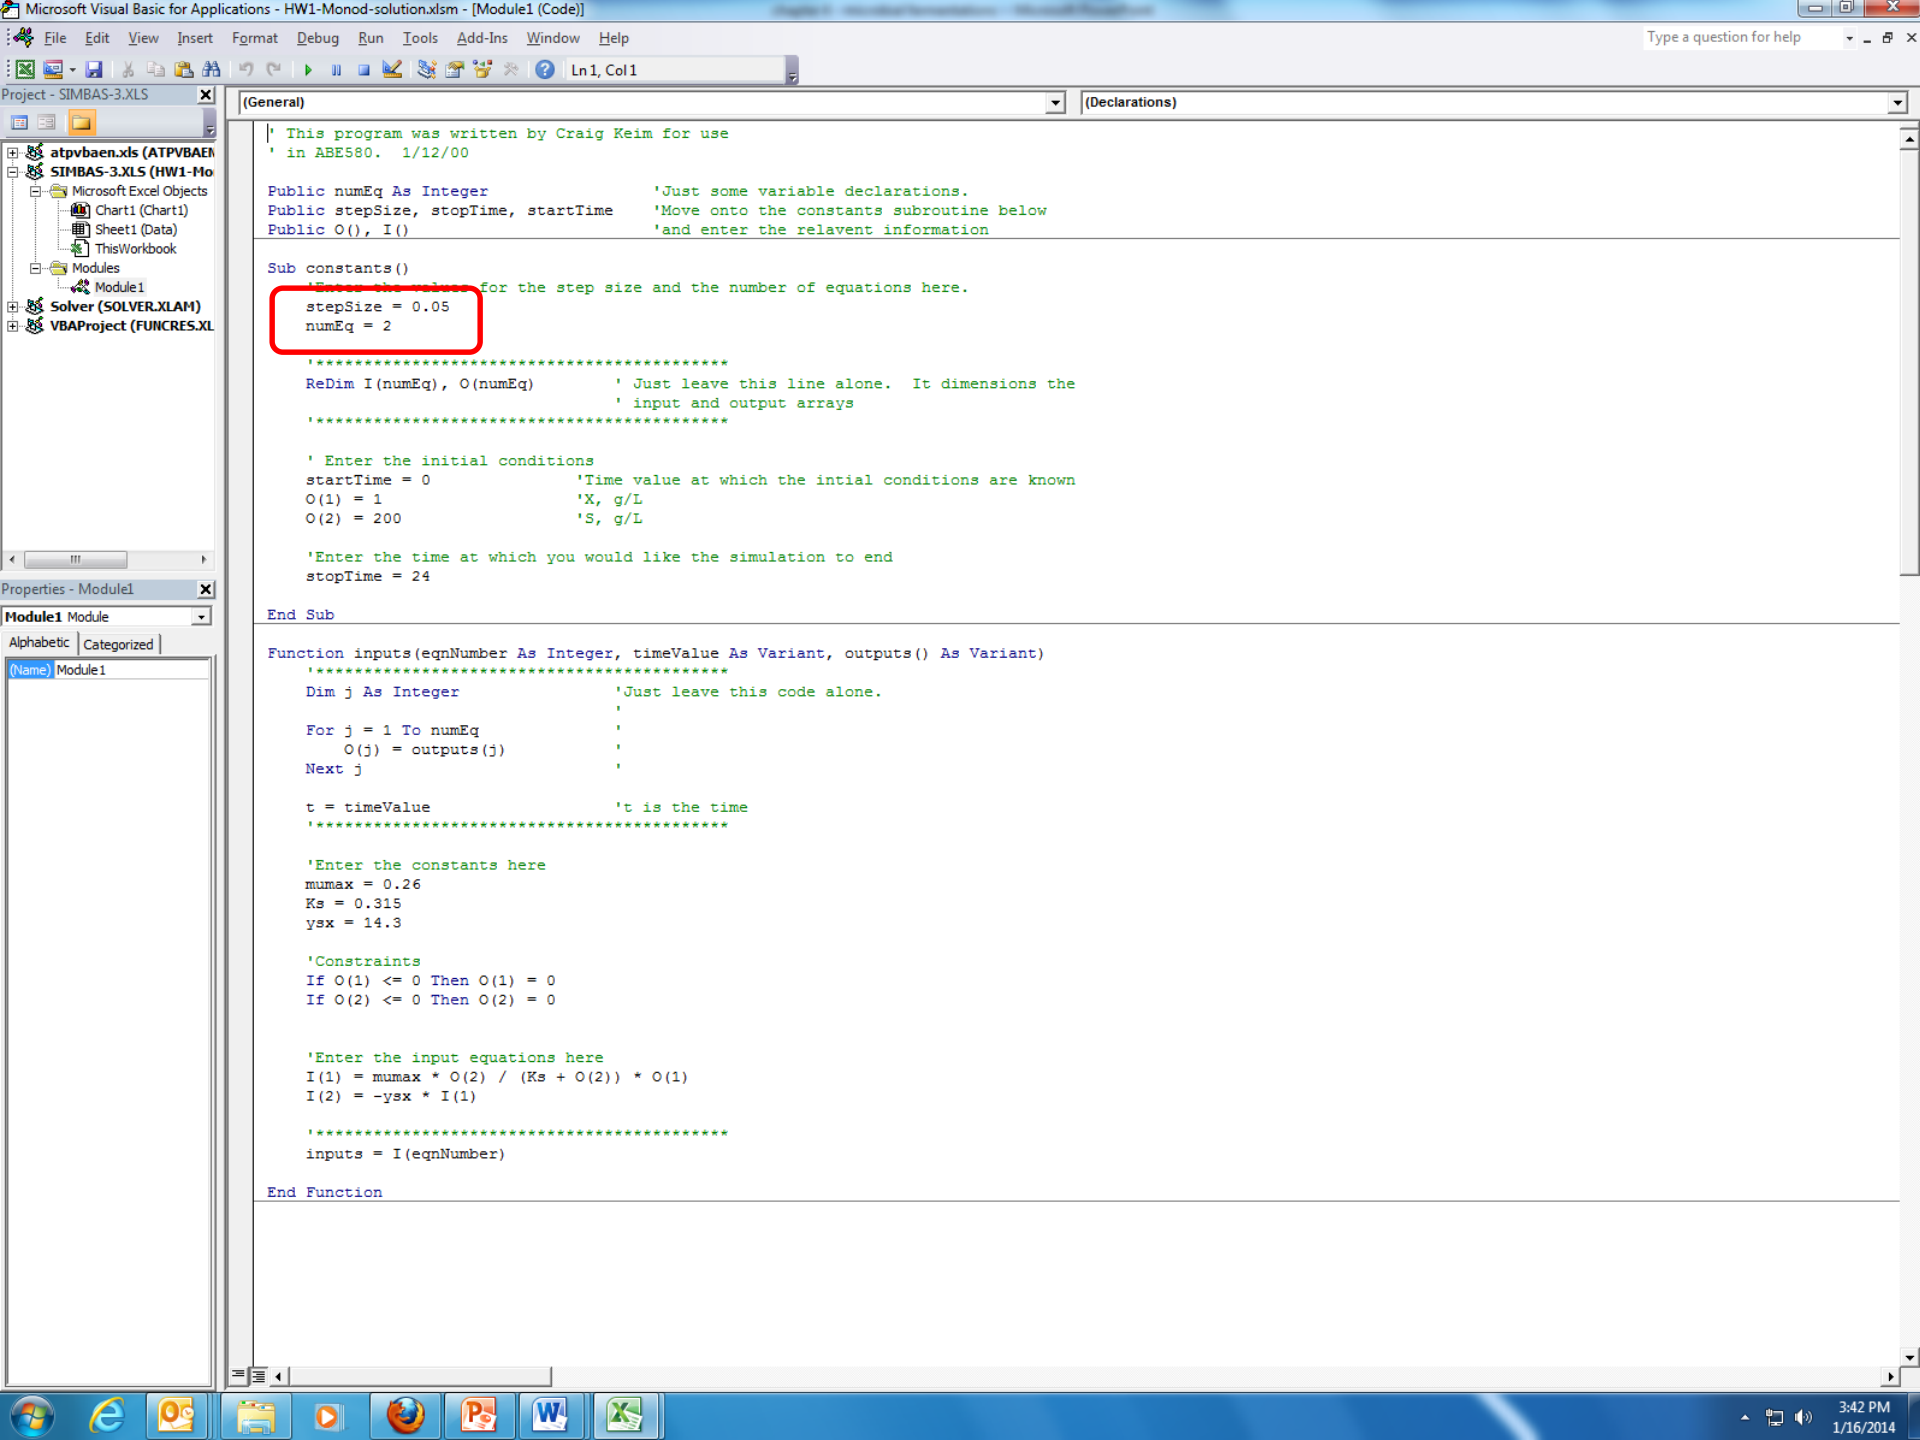 Microsoft Visual Basic for Applications - HW1-Monod-solution.xlsm - [Module1 (Code)]
File Edit View Insert Format Debug Run Tools Add-Ins Window Help
Type a question for help
Ln 1, Col 1
Project - SIMBAS-3.XLS
atpvbaen.xls (ATPVBAEN
SIMBAS-3.XLS (HW1-Mo
Microsoft Excel Objects
Chart1 (Chart1)
Sheet1 (Data)
ThisWorkbook
Modules
Module1
Solver (SOLVER.XLAM)
VBAProject (FUNCRES.XL
Properties - Module1
Module1 Module
Alphabetic Categorized
(Name) Module1
(General) (Declarations)
' This program was written by Craig Keim for use
' in ABE580.  1/12/00
Public numEq As Integer 'Just some variable declarations.
Public stepSize, stopTime, startTime 'Move onto the constants subroutine below
Public O(), I() 'and enter the relavent information
Sub constants()
'Enter the values for the step size and the number of equations here.
stepSize = 0.05
numEq = 2
'*******************************************
ReDim I(numEq), O(numEq) ' Just leave this line alone.  It dimensions the
' input and output arrays
'*******************************************
' Enter the initial conditions
startTime = 0 'Time value at which the intial conditions are known
O(1) = 1 'X, g/L
O(2) = 200 'S, g/L
'Enter the time at which you would like the simulation to end
stopTime = 24
End Sub
Function inputs(eqnNumber As Integer, timeValue As Variant, outputs() As Variant)
'*******************************************
Dim j As Integer 'Just leave this code alone.
'
For j = 1 To numEq '
O(j) = outputs(j) '
Next j '
t = timeValue 't is the time
'*******************************************
'Enter the constants here
mumax = 0.26
Ks = 0.315
ysx = 14.3
'Constraints
If O(1) <= 0 Then O(1) = 0
If O(2) <= 0 Then O(2) = 0
'Enter the input equations here
I(1) = mumax * O(2) / (Ks + O(2)) * O(1)
I(2) = -ysx * I(1)
'*******************************************
inputs = I(eqnNumber)
End Function
3:42 PM
1/16/2014